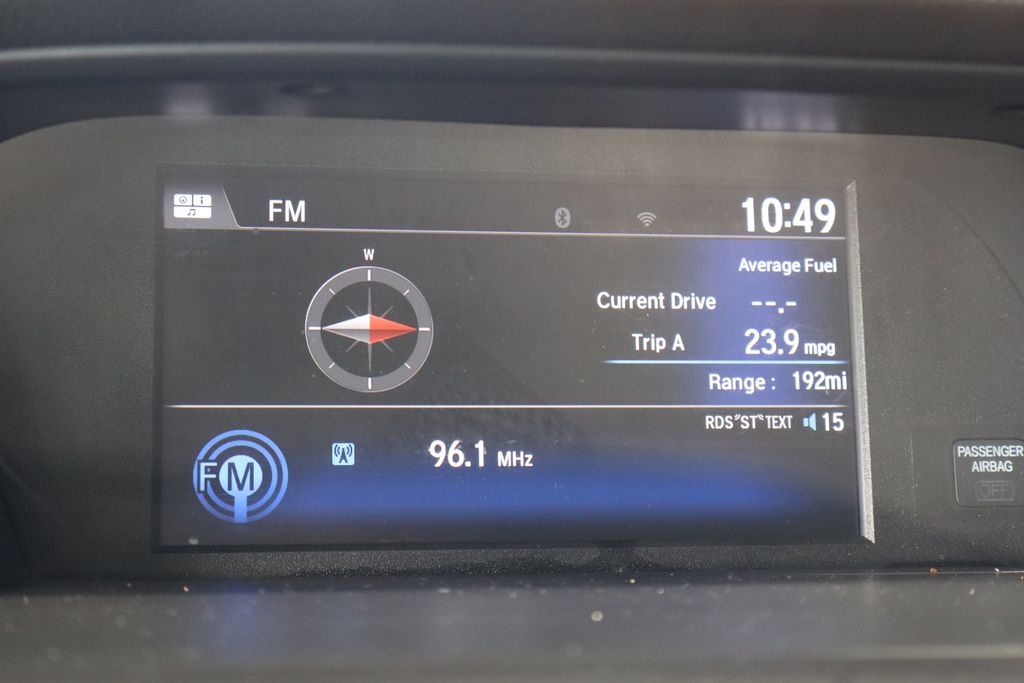 FM
10:49
W
Average Fuel
Current Drive --.-
Trip A 23.9 mpg
Range : 192mi
RDS "ST" TEXT 15
FM 96.1 MHz
PASSENGER
AIRBAG
OFF